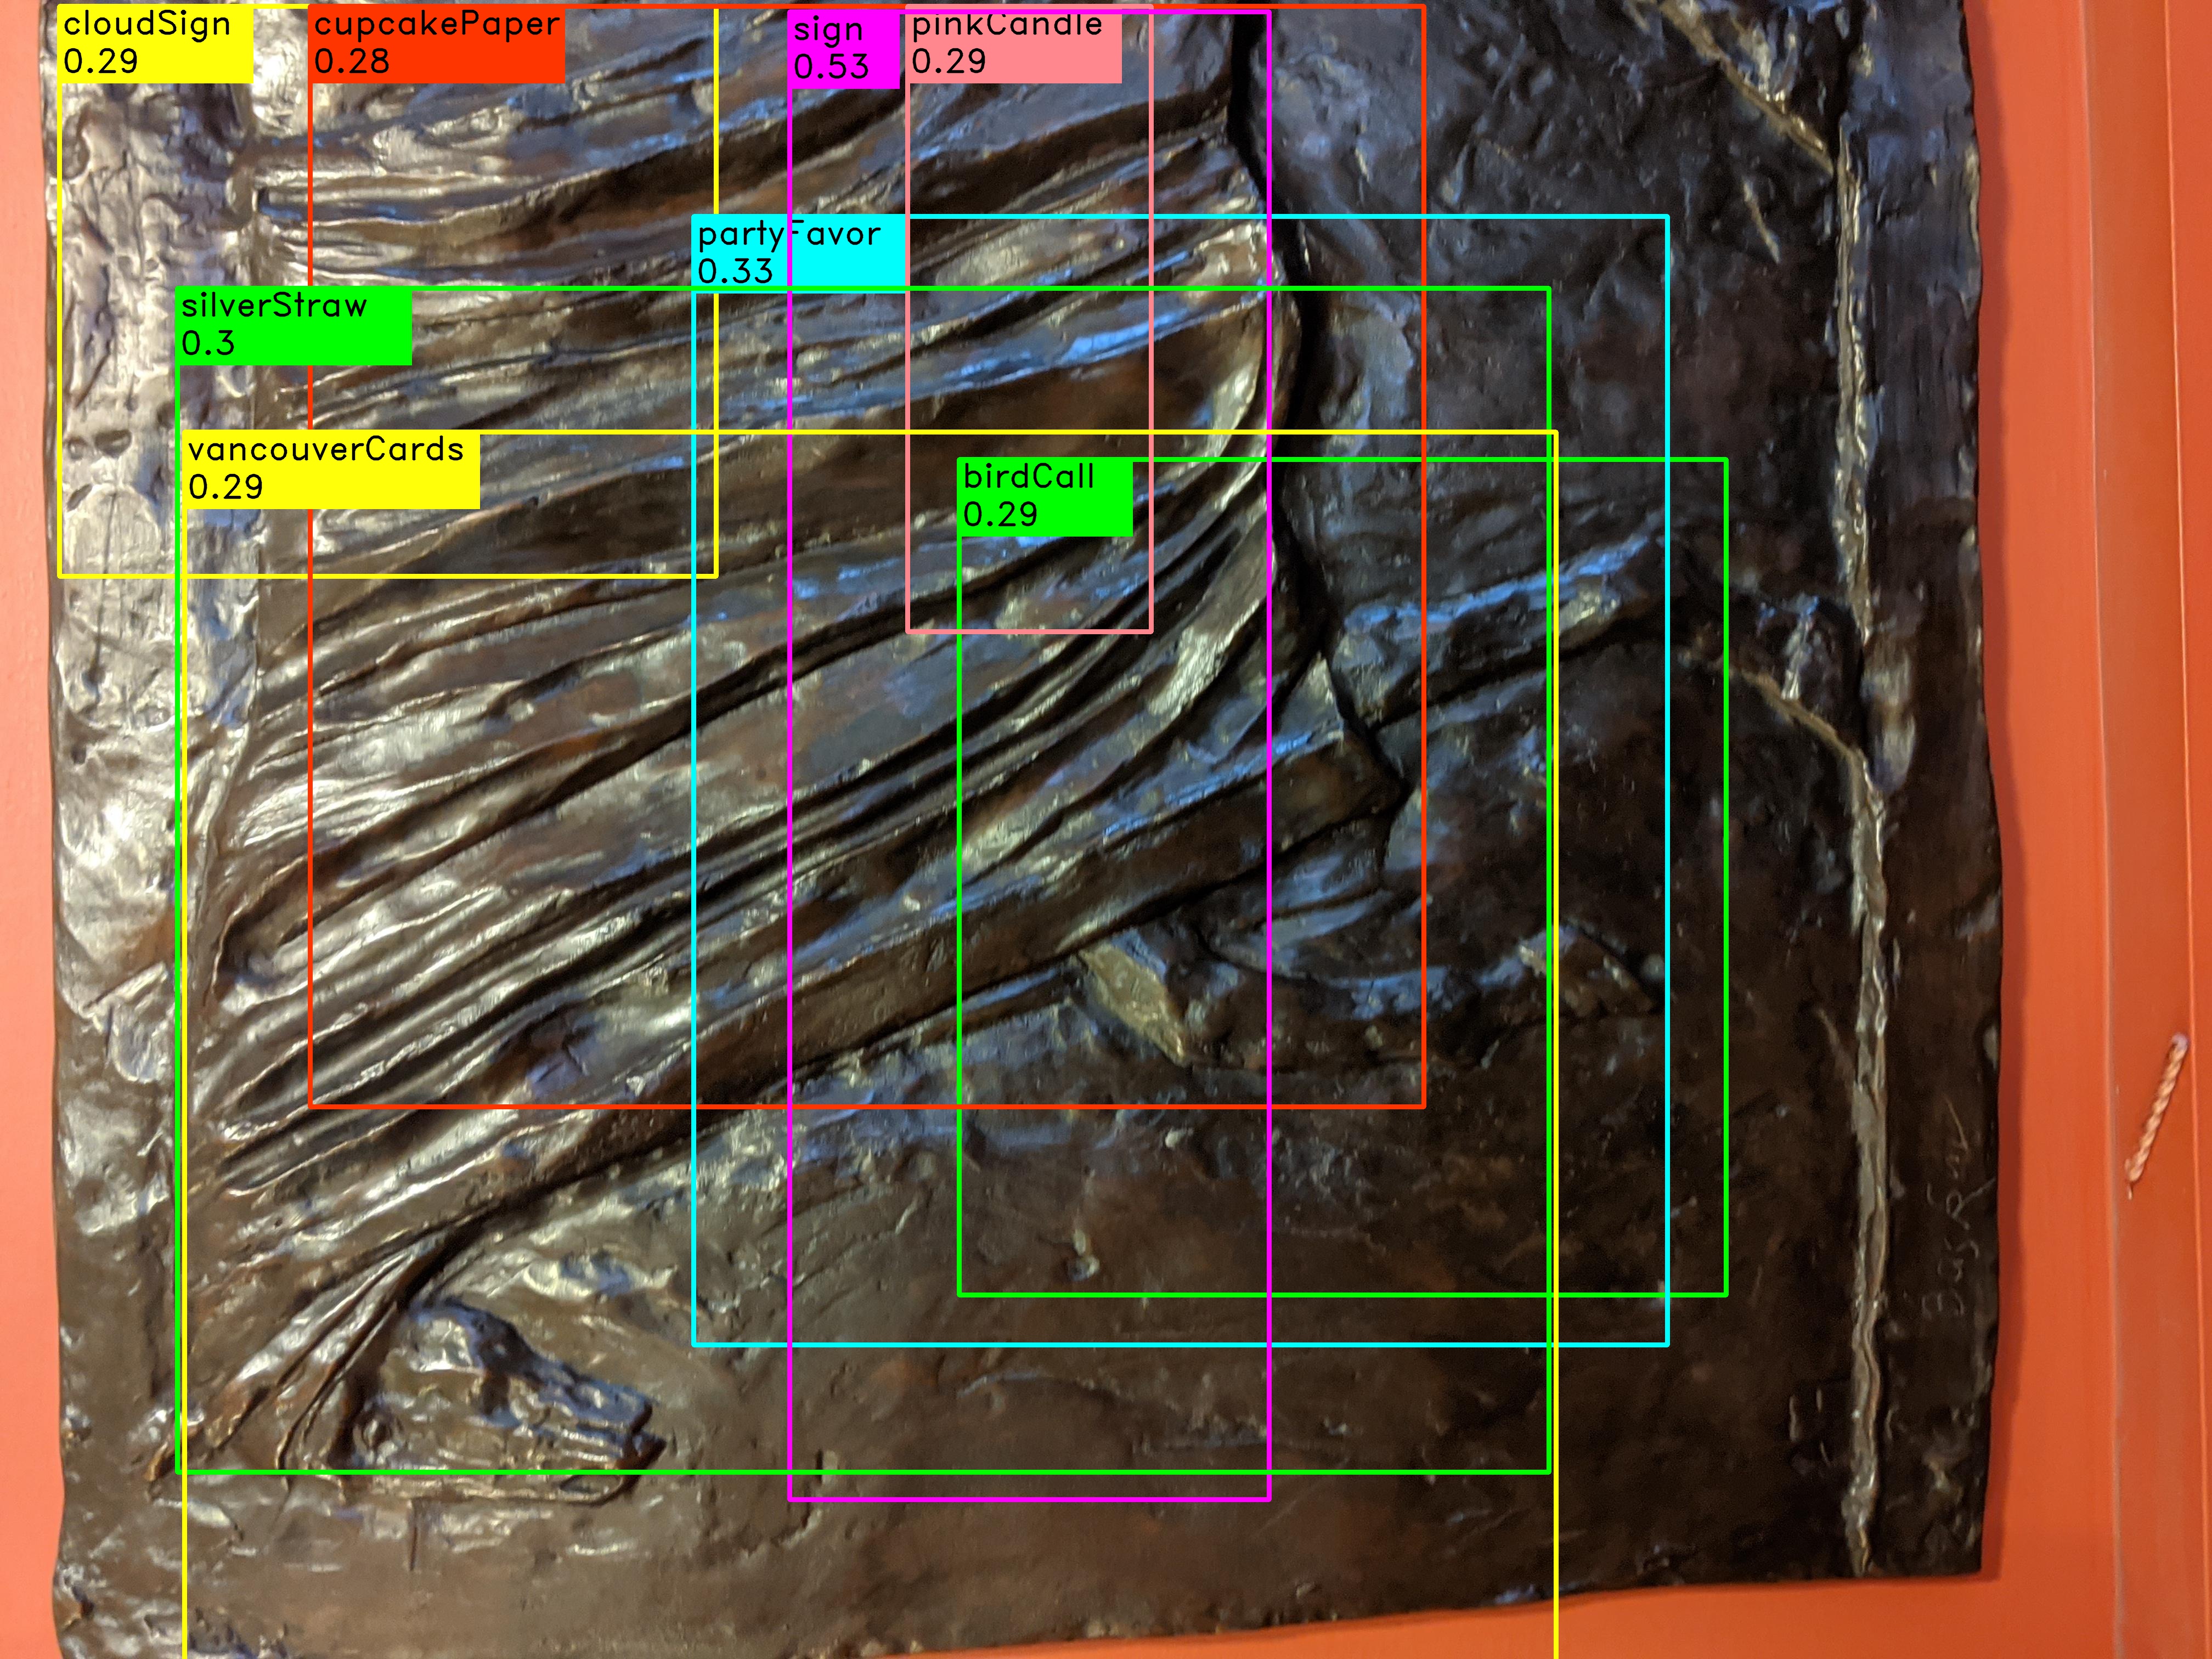 cloudSign
0.29
cupcakePaper
0.28
sign
0.53
pinkCandle
0.29
partyFavor
0.33
silverStraw
0.3
vancouverCards
0.29
birdCall
0.29